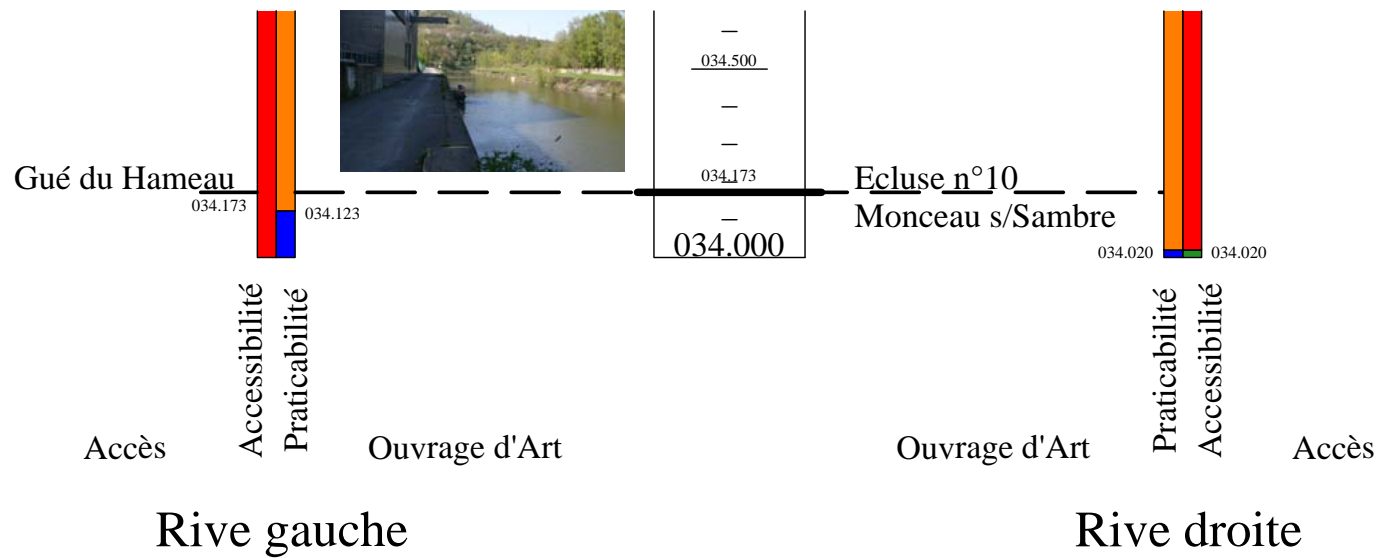 034.500
Gué du Hameau
034.173
034.123
034.173
Ecluse n°10
Monceau s/Sambre
034.000
034.020
034.020
Accessibilité
Praticabilité
Praticabilité
Accessibilité
Accès
Ouvrage d'Art
Ouvrage d'Art
Accès
Rive gauche
Rive droite